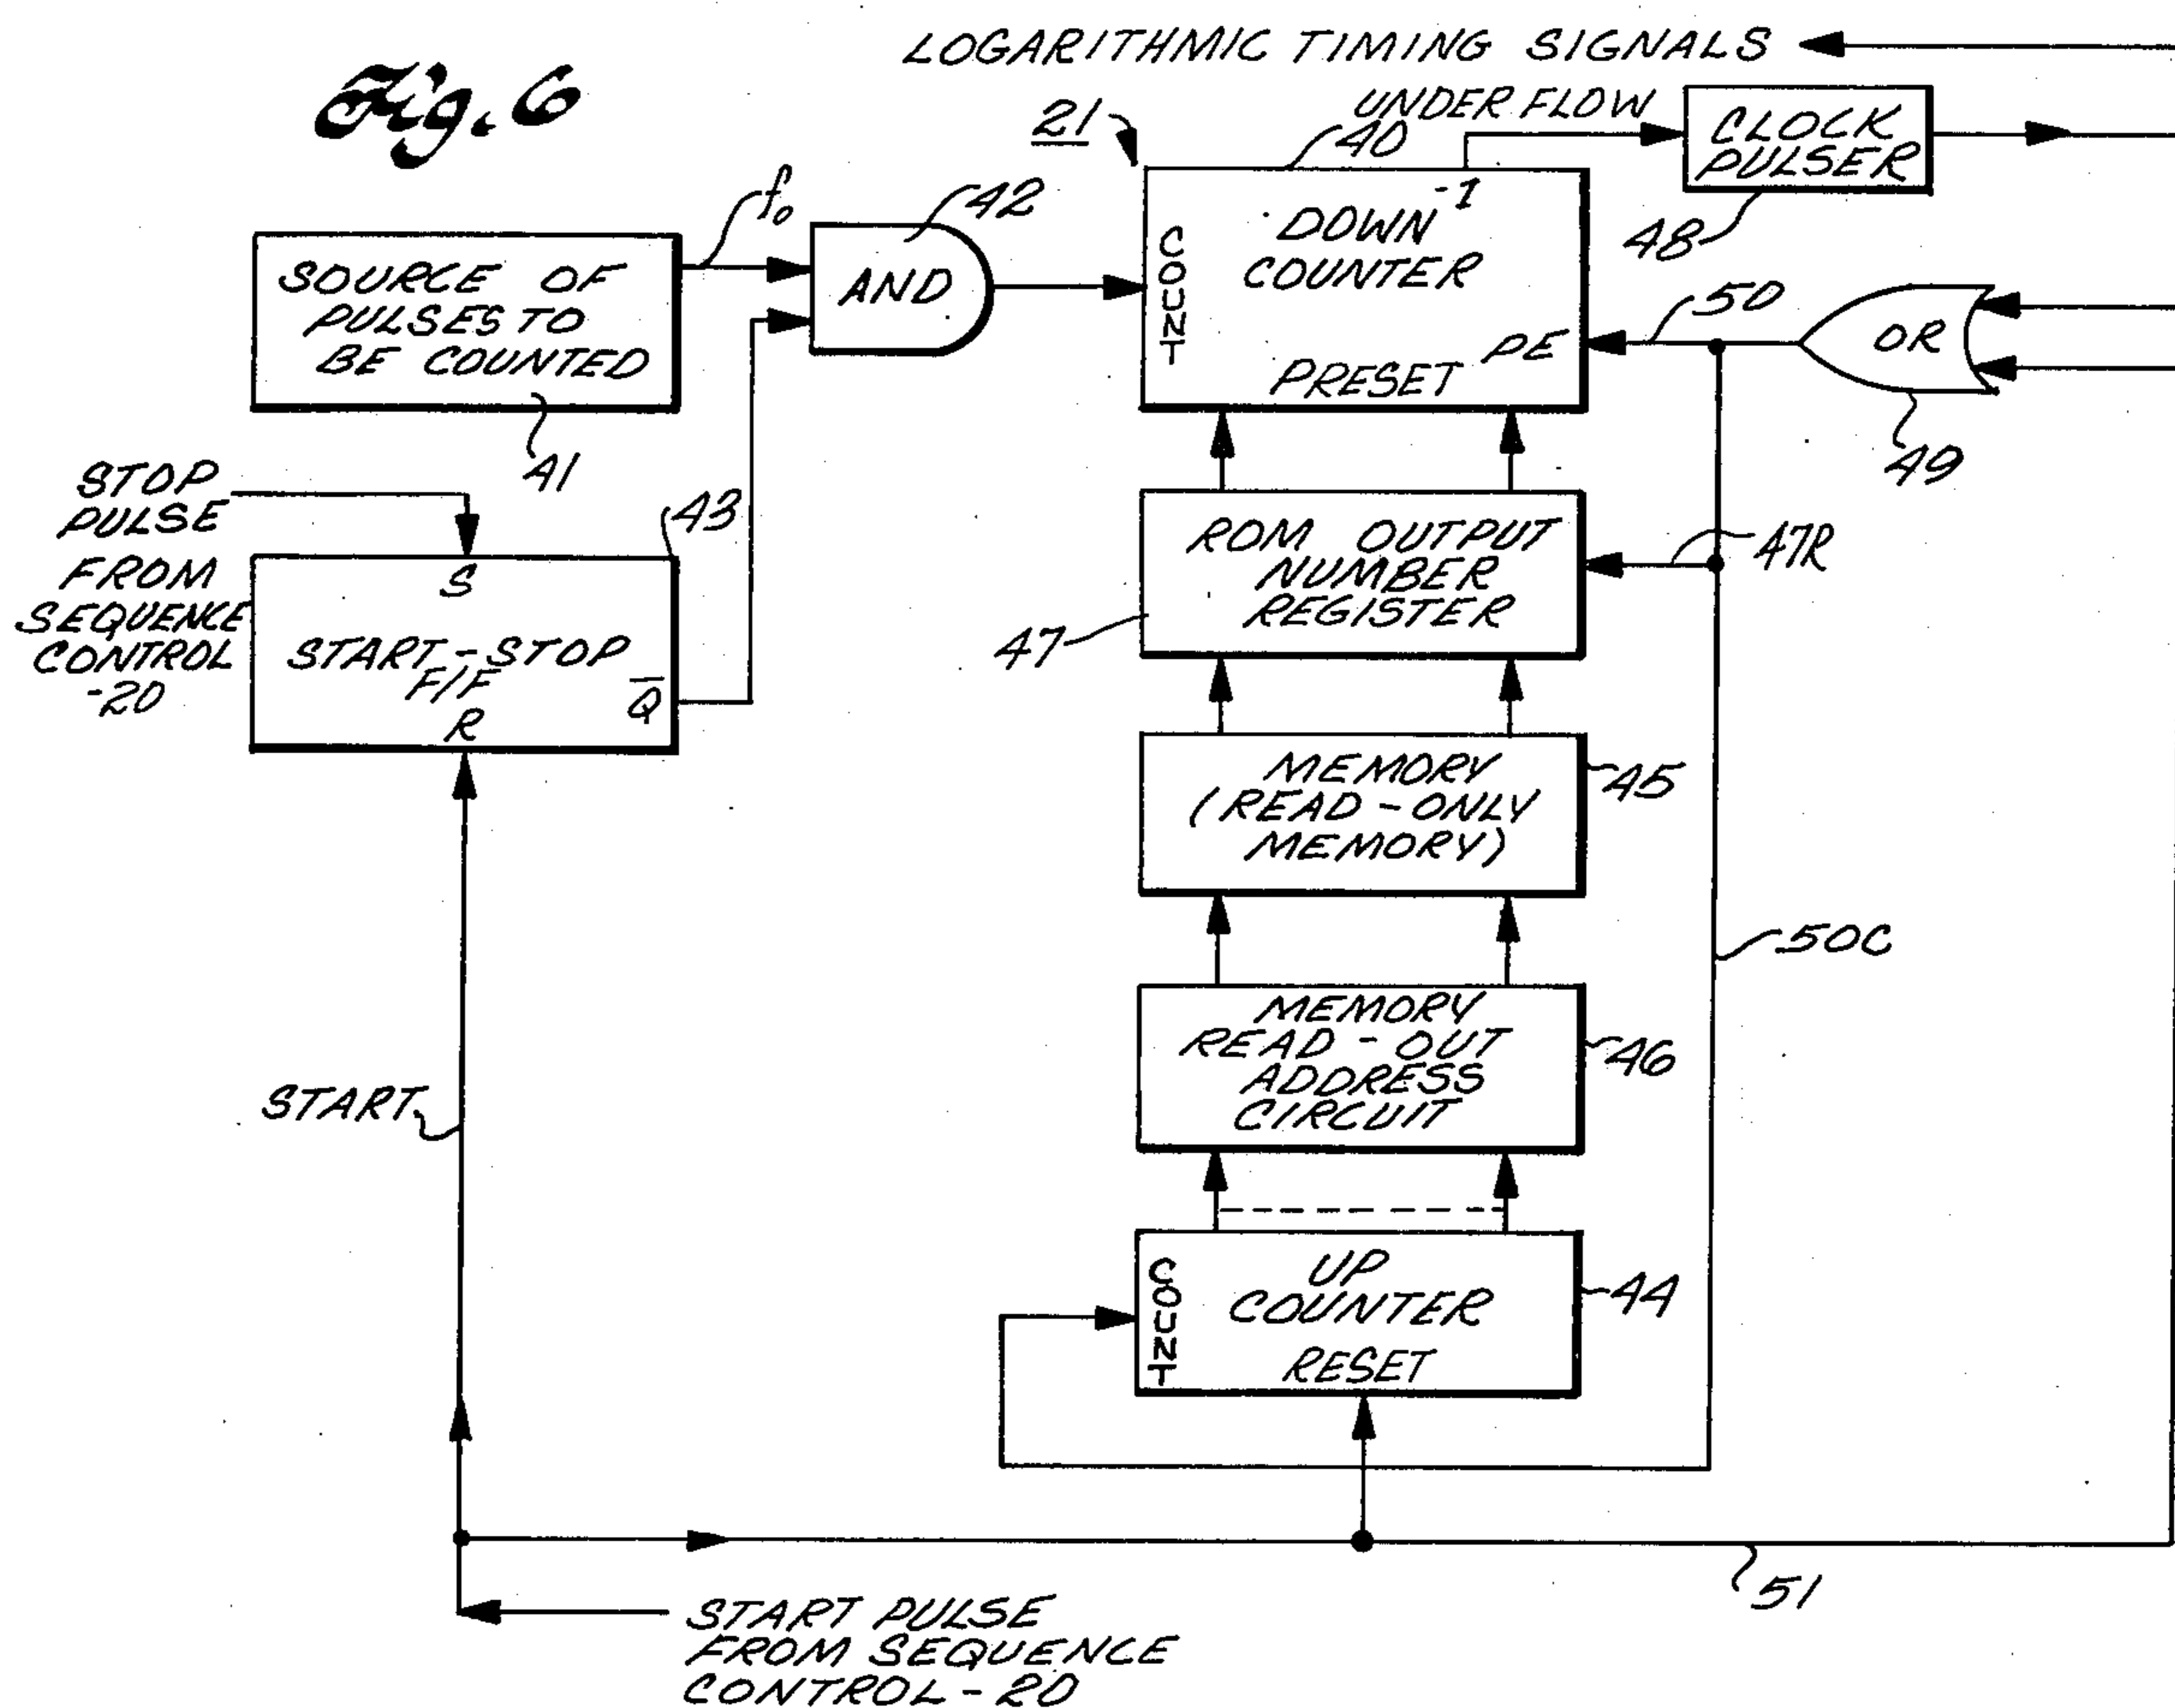 LOGARITHMIC TIMING SIGNALS
Fig. 6
21
40
UNDER FLOW
CLOCK
PULSER
48
f₀
42
AND
SOURCE OF
PULSES TO
BE COUNTED
41
COUNT
-1
DOWN
COUNTER
PE
PRESET
50
OR
49
STOP
PULSE
FROM
SEQUENCE
CONTROL
-20
43
S
START-STOP
F/F
R
Q̅
ROM OUTPUT
NUMBER
REGISTER
47
47R
MEMORY
(READ-ONLY
MEMORY)
45
50C
MEMORY
READ-OUT
ADDRESS
CIRCUIT
46
START
COUNT
UP
COUNTER
RESET
44
51
START PULSE
FROM SEQUENCE
CONTROL-20